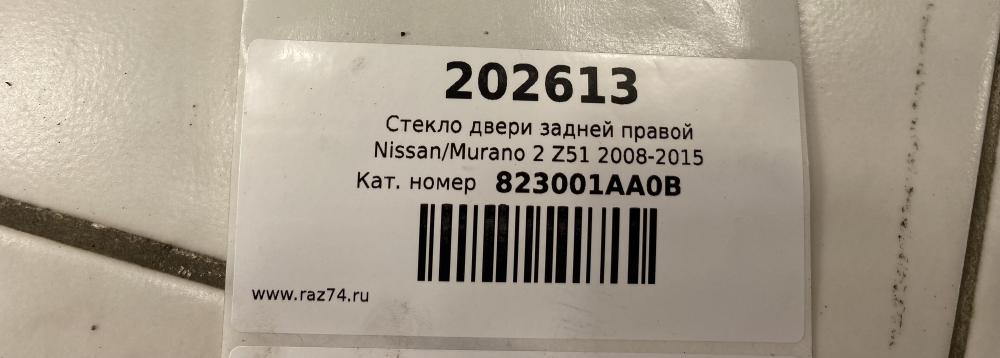 202613
Стекло двери задней правой
Nissan/Murano 2 Z51 2008-2015
Кат. номер 823001AA0B
www.raz74.ru